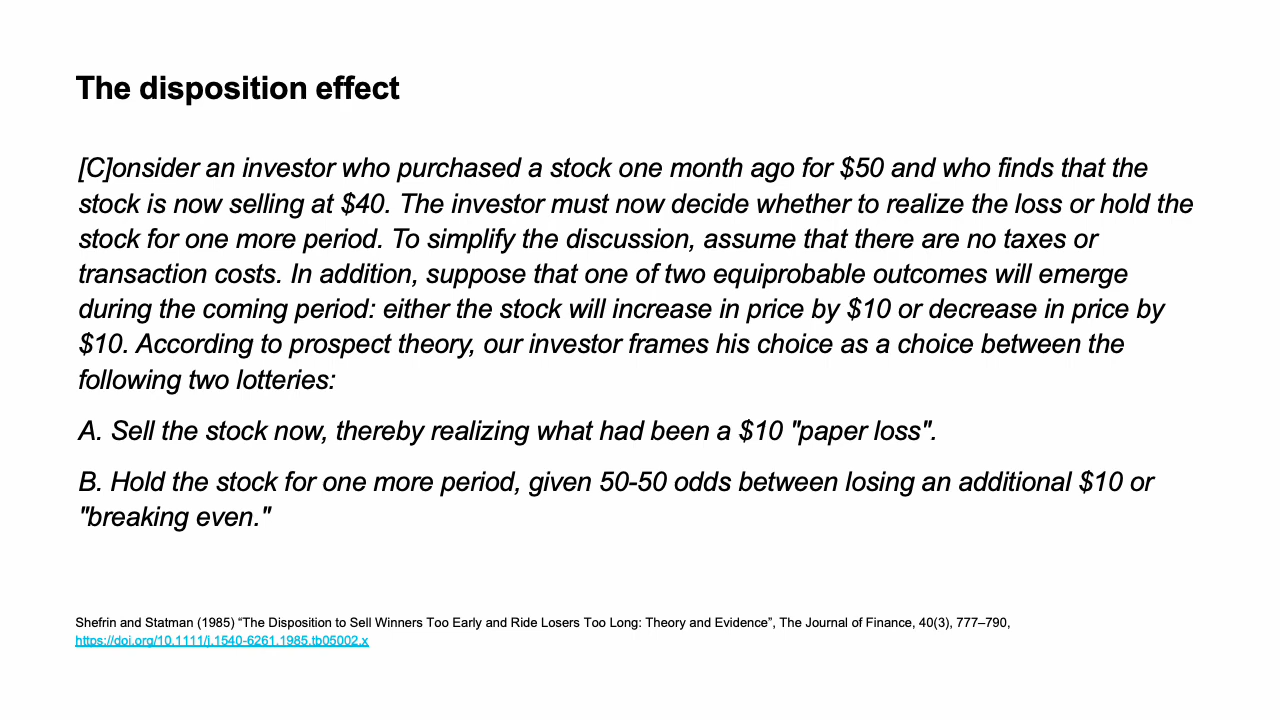 The disposition effect
[C]onsider an investor who purchased a stock one month ago for $50 and who finds that the
stock is now selling at $40. The investor must now decide whether to realize the loss or hold the
stock for one more period. To simplify the discussion, assume that there are no taxes or
transaction costs. In addition, suppose that one of two equiprobable outcomes will emerge
during the coming period: either the stock will increase in price by $10 or decrease in price by
$10. According to prospect theory, our investor frames his choice as a choice between the
following two lotteries:
A. Sell the stock now, thereby realizing what had been a $10 "paper loss".
B. Hold the stock for one more period, given 50-50 odds between losing an additional $10 or
"breaking even."
Shefrin and Statman (1985) “The Disposition to Sell Winners Too Early and Ride Losers Too Long: Theory and Evidence”, The Journal of Finance, 40(3), 777–790,
https://doi.org/10.1111/j.1540-6261.1985.tb05002.x